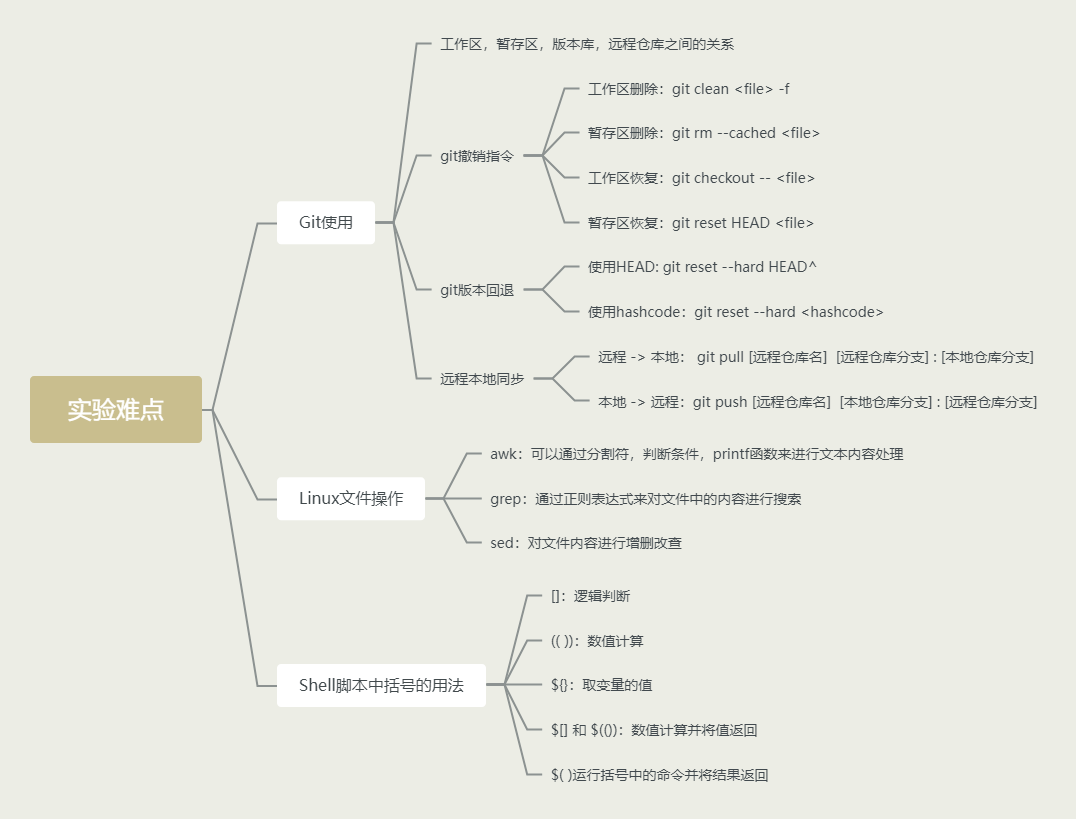 实验难点
Git使用
工作区，暂存区，版本库，远程仓库之间的关系
git撤销指令
工作区删除：git clean <file> -f
暂存区删除：git rm --cached <file>
工作区恢复：git checkout -- <file>
暂存区恢复：git reset HEAD <file>
git版本回退
使用HEAD: git reset --hard HEAD^
使用hashcode：git reset --hard <hashcode>
远程本地同步
远程 -> 本地： git pull [远程仓库名] [远程仓库分支] : [本地仓库分支]
本地 -> 远程：git push [远程仓库名] [本地仓库分支] : [远程仓库分支]
Linux文件操作
awk：可以通过分割符，判断条件，printf函数来进行文本内容处理
grep：通过正则表达式来对文件中的内容进行搜索
sed：对文件内容进行增删改查
Shell脚本中括号的用法
[]：逻辑判断
(( ))：数值计算
${}：取变量的值
$[] 和 $(())：数值计算并将值返回
$( )运行括号中的命令并将结果返回